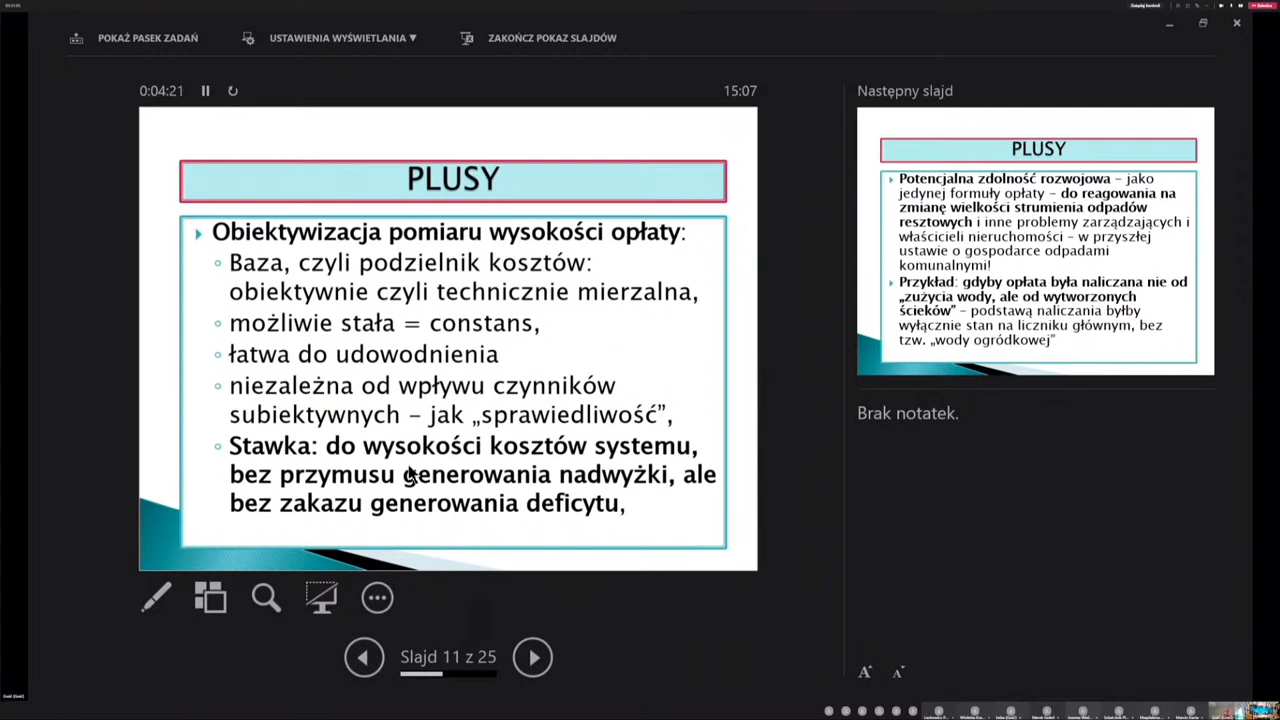 Zarządzaj kontrolą
POKAŻ PASEK ZADAŃ
USTAWIENIA WYŚWIETLANIA ▼
ZAKOŃCZ POKAZ SLAJDÓW
0:04:21
15:07
PLUSY
Obiektywizacja pomiaru wysokości opłaty:
Baza, czyli podzielnik kosztów:
obiektywnie czyli technicznie mierzalna,
możliwie stała = constans,
łatwa do udowodnienia
niezależna od wpływu czynników
subiektywnych – jak „sprawiedliwość”,
Stawka: do wysokości kosztów systemu,
bez przymusu generowania nadwyżki, ale
bez zakazu generowania deficytu,
Slajd 11 z 25
Następny slajd
PLUSY
Potencjalna zdolność rozwojowa – jako
jedynej formuły opłaty – do reagowania na
zmianę wielkości strumienia odpadów
resztowych i inne problemy zarządzających i
właścicieli nieruchomości – w przyszłej
ustawie o gospodarce odpadami
komunalnymi!
Przykład: gdyby opłata była naliczana nie od
„zużycia wody, ale od wytworzonych
ścieków” – podstawą naliczania byłby
wyłącznie stan na liczniku głównym, bez
tzw. „wody ogródkowej”
Brak notatek.
A A